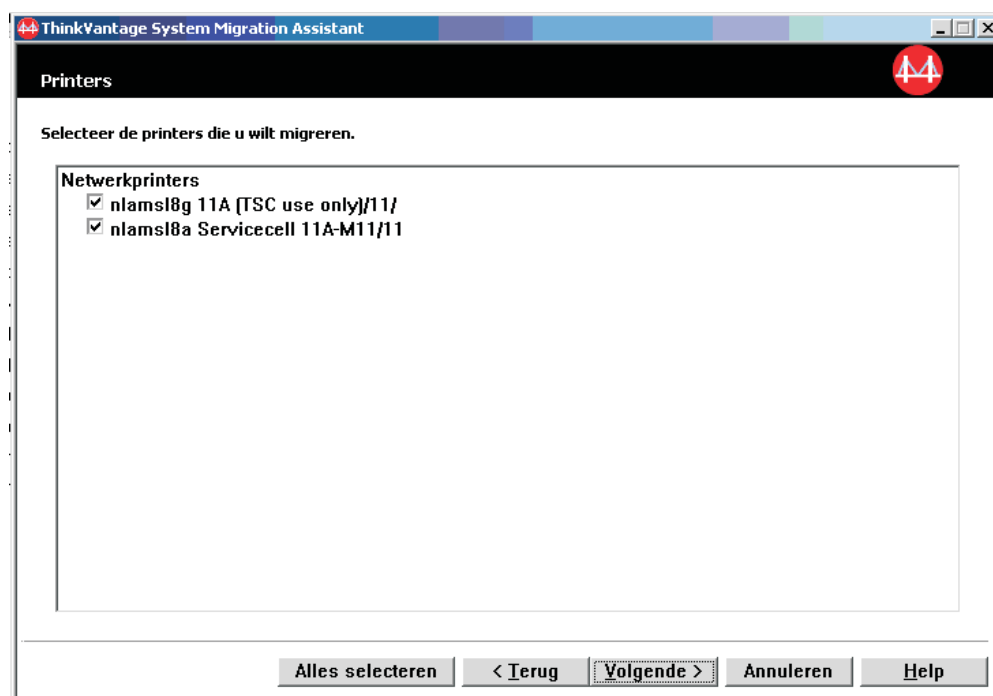 ThinkVantage System Migration Assistant
Printers
Selecteer de printers die u wilt migreren.
Netwerkprinters
nlamsl8g 11A (TSC use only)/11/
nlamsl8a Servicecell 11A-M11/11
Alles selecteren
< Terug
Volgende >
Annuleren
Help